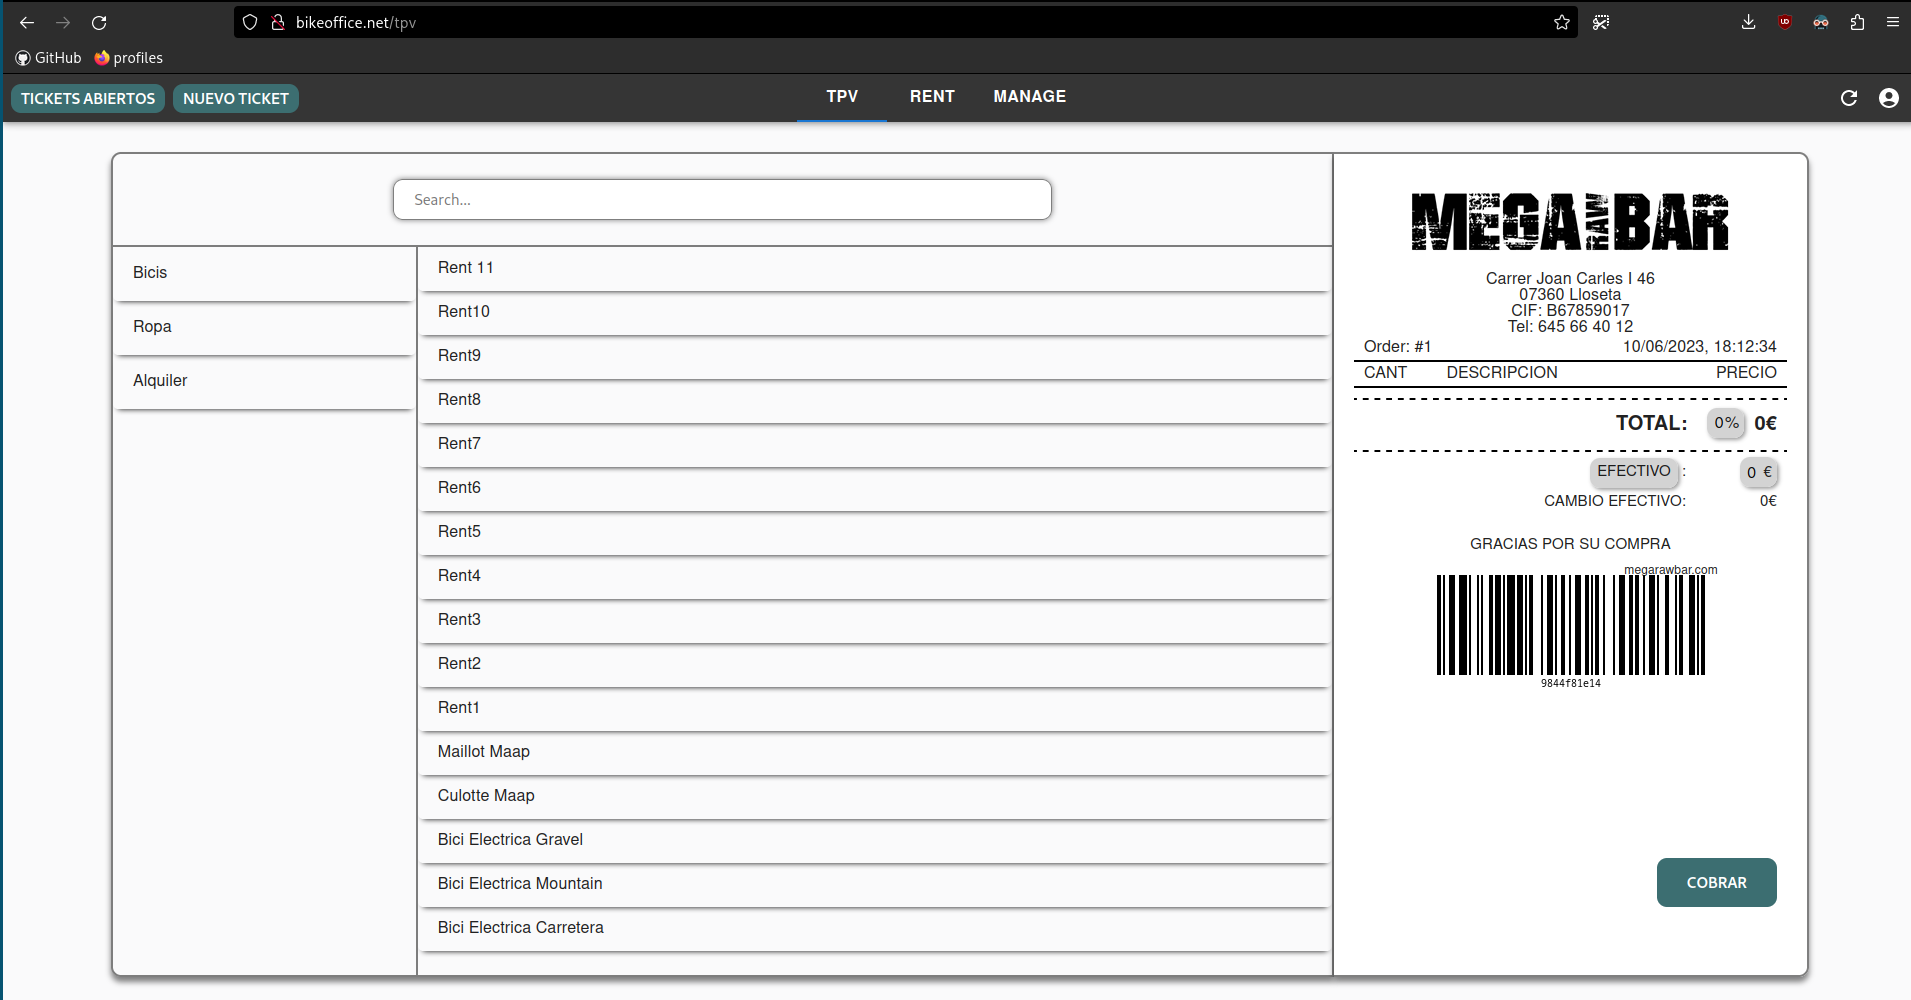 bikeoffice.net/tpv
GitHub profiles
TICKETS ABIERTOS NUEVO TICKET TPV RENT MANAGE
Search...
Bicis
Ropa
Alquiler
Rent 11
Rent10
Rent9
Rent8
Rent7
Rent6
Rent5
Rent4
Rent3
Rent2
Rent1
Maillot Maap
Culotte Maap
Bici Electrica Gravel
Bici Electrica Mountain
Bici Electrica Carretera
MEGA RAW BAR
Carrer Joan Carles I 46
07360 Lloseta
CIF: B67859017
Tel: 645 66 40 12
Order: #1 10/06/2023, 18:12:34
CANT DESCRIPCION PRECIO
TOTAL: 0% 0€
EFECTIVO : 0 €
CAMBIO EFECTIVO: 0€
GRACIAS POR SU COMPRA
megarawbar.com
9844f81e14
COBRAR